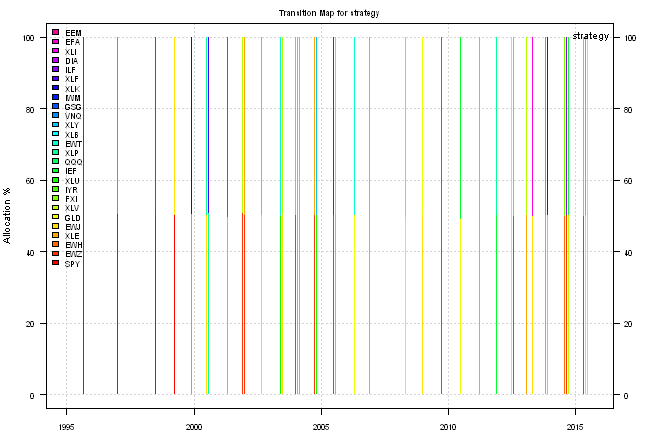 Transition Map for strategy
strategy
EEM
EFA
XLI
DIA
ILF
XLF
XLK
IWM
GSG
VNQ
XLY
XLB
EWT
XLP
QQQ
IEF
XLU
IYR
FXI
XLV
GLD
EWJ
XLE
EWH
EWZ
SPY
Allocation %
100
80
60
40
20
0
100
80
60
40
20
0
1995
2000
2005
2010
2015